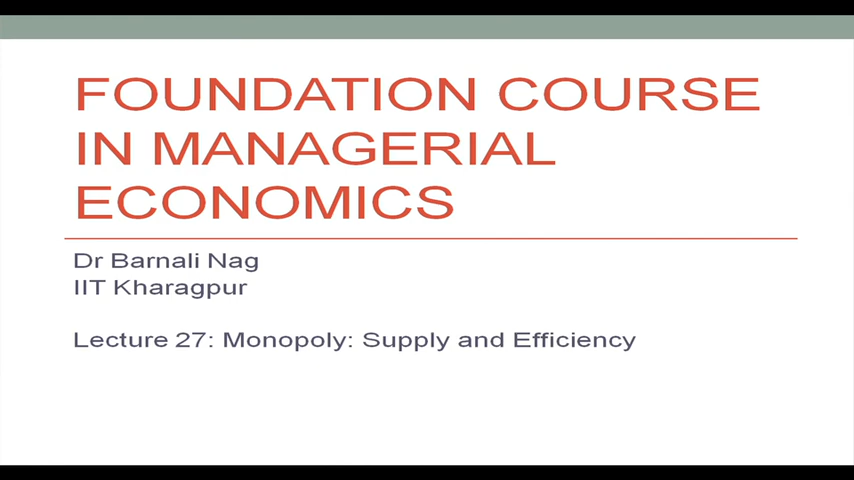 FOUNDATION COURSE
IN MANAGERIAL
ECONOMICS
Dr Barnali Nag
IIT Kharagpur
Lecture 27: Monopoly: Supply and Efficiency